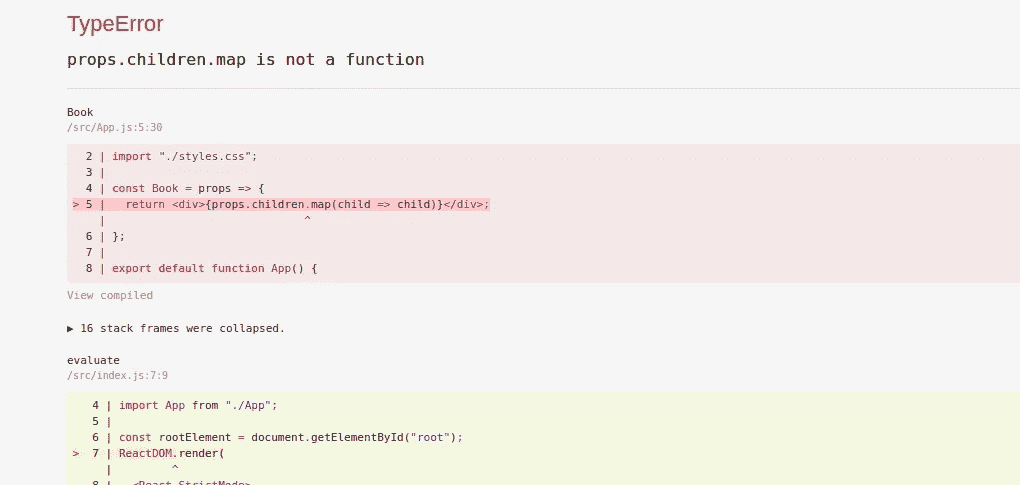 TypeError
props.children.map is not a function
Book
/src/App.js:5:30
2 | import "./styles.css";
3 |
4 | const Book = props => {
> 5 |   return <div>{props.children.map(child => child)}</div>;
|                              ^
6 | };
7 |
8 | export default function App() {
View compiled
▶ 16 stack frames were collapsed.
evaluate
/src/index.js:7:9
4 | import App from "./App";
5 |
6 | const rootElement = document.getElementById("root");
> 7 | ReactDOM.render(
|         ^
8 |   <React.StrictMode>